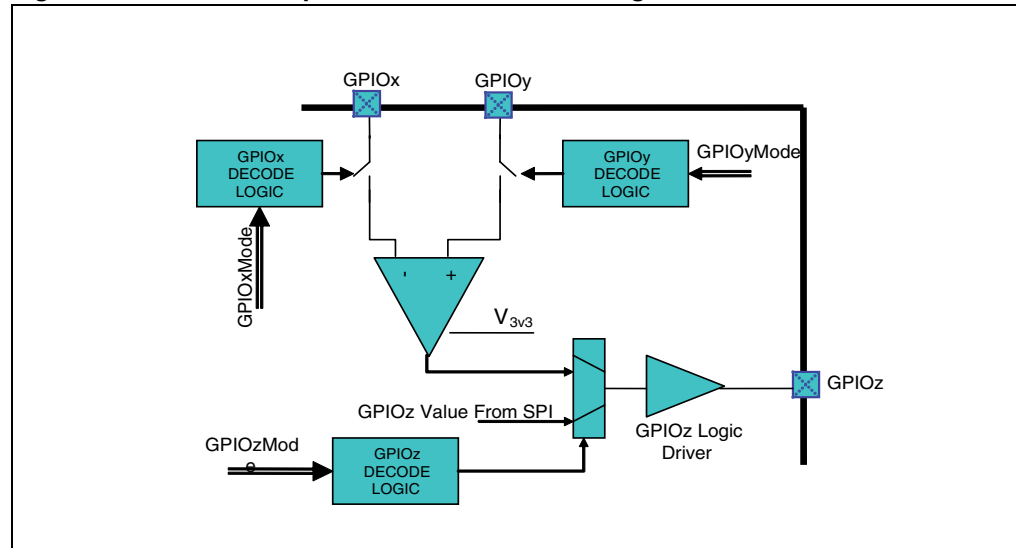 GPIOx
GPIOy
GPIOx
DECODE
LOGIC
GPIOy
DECODE
LOGIC
GPIOyMode
GPIOxMode
- +
V3v3
GPIOz
GPIOz Value From SPI
GPIOz Logic
Driver
GPIOzMod
e
GPIOz
DECODE
LOGIC